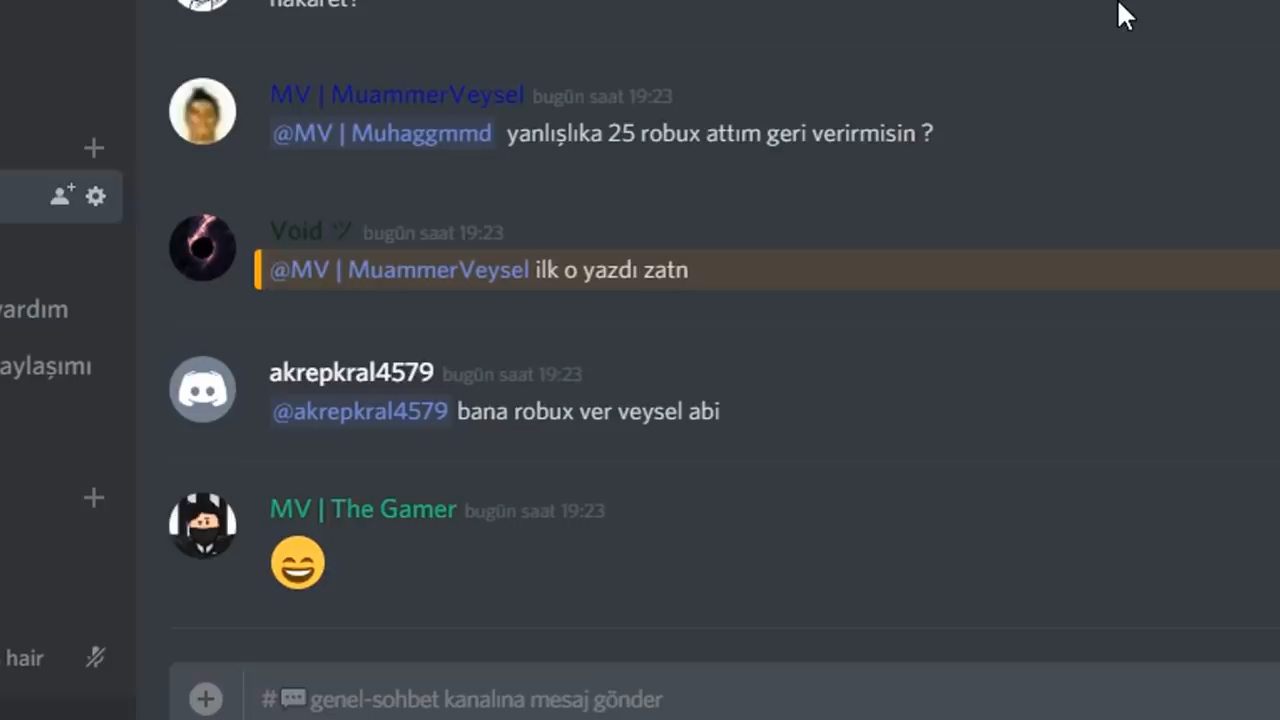 hakaret?
MV | MuammerVeysel bugün saat 19:23
@MV | Muhaggmmd yanlışlıka 25 robux attım geri verirmisin ?
Void ツ bugün saat 19:23
@MV | MuammerVeysel ilk o yazdı zatn
yardım
aylaşımı
akrepkral4579 bugün saat 19:23
@akrepkral4579 bana robux ver veysel abi
MV | The Gamer bugün saat 19:23
hair
#💬genel-sohbet kanalına mesaj gönder